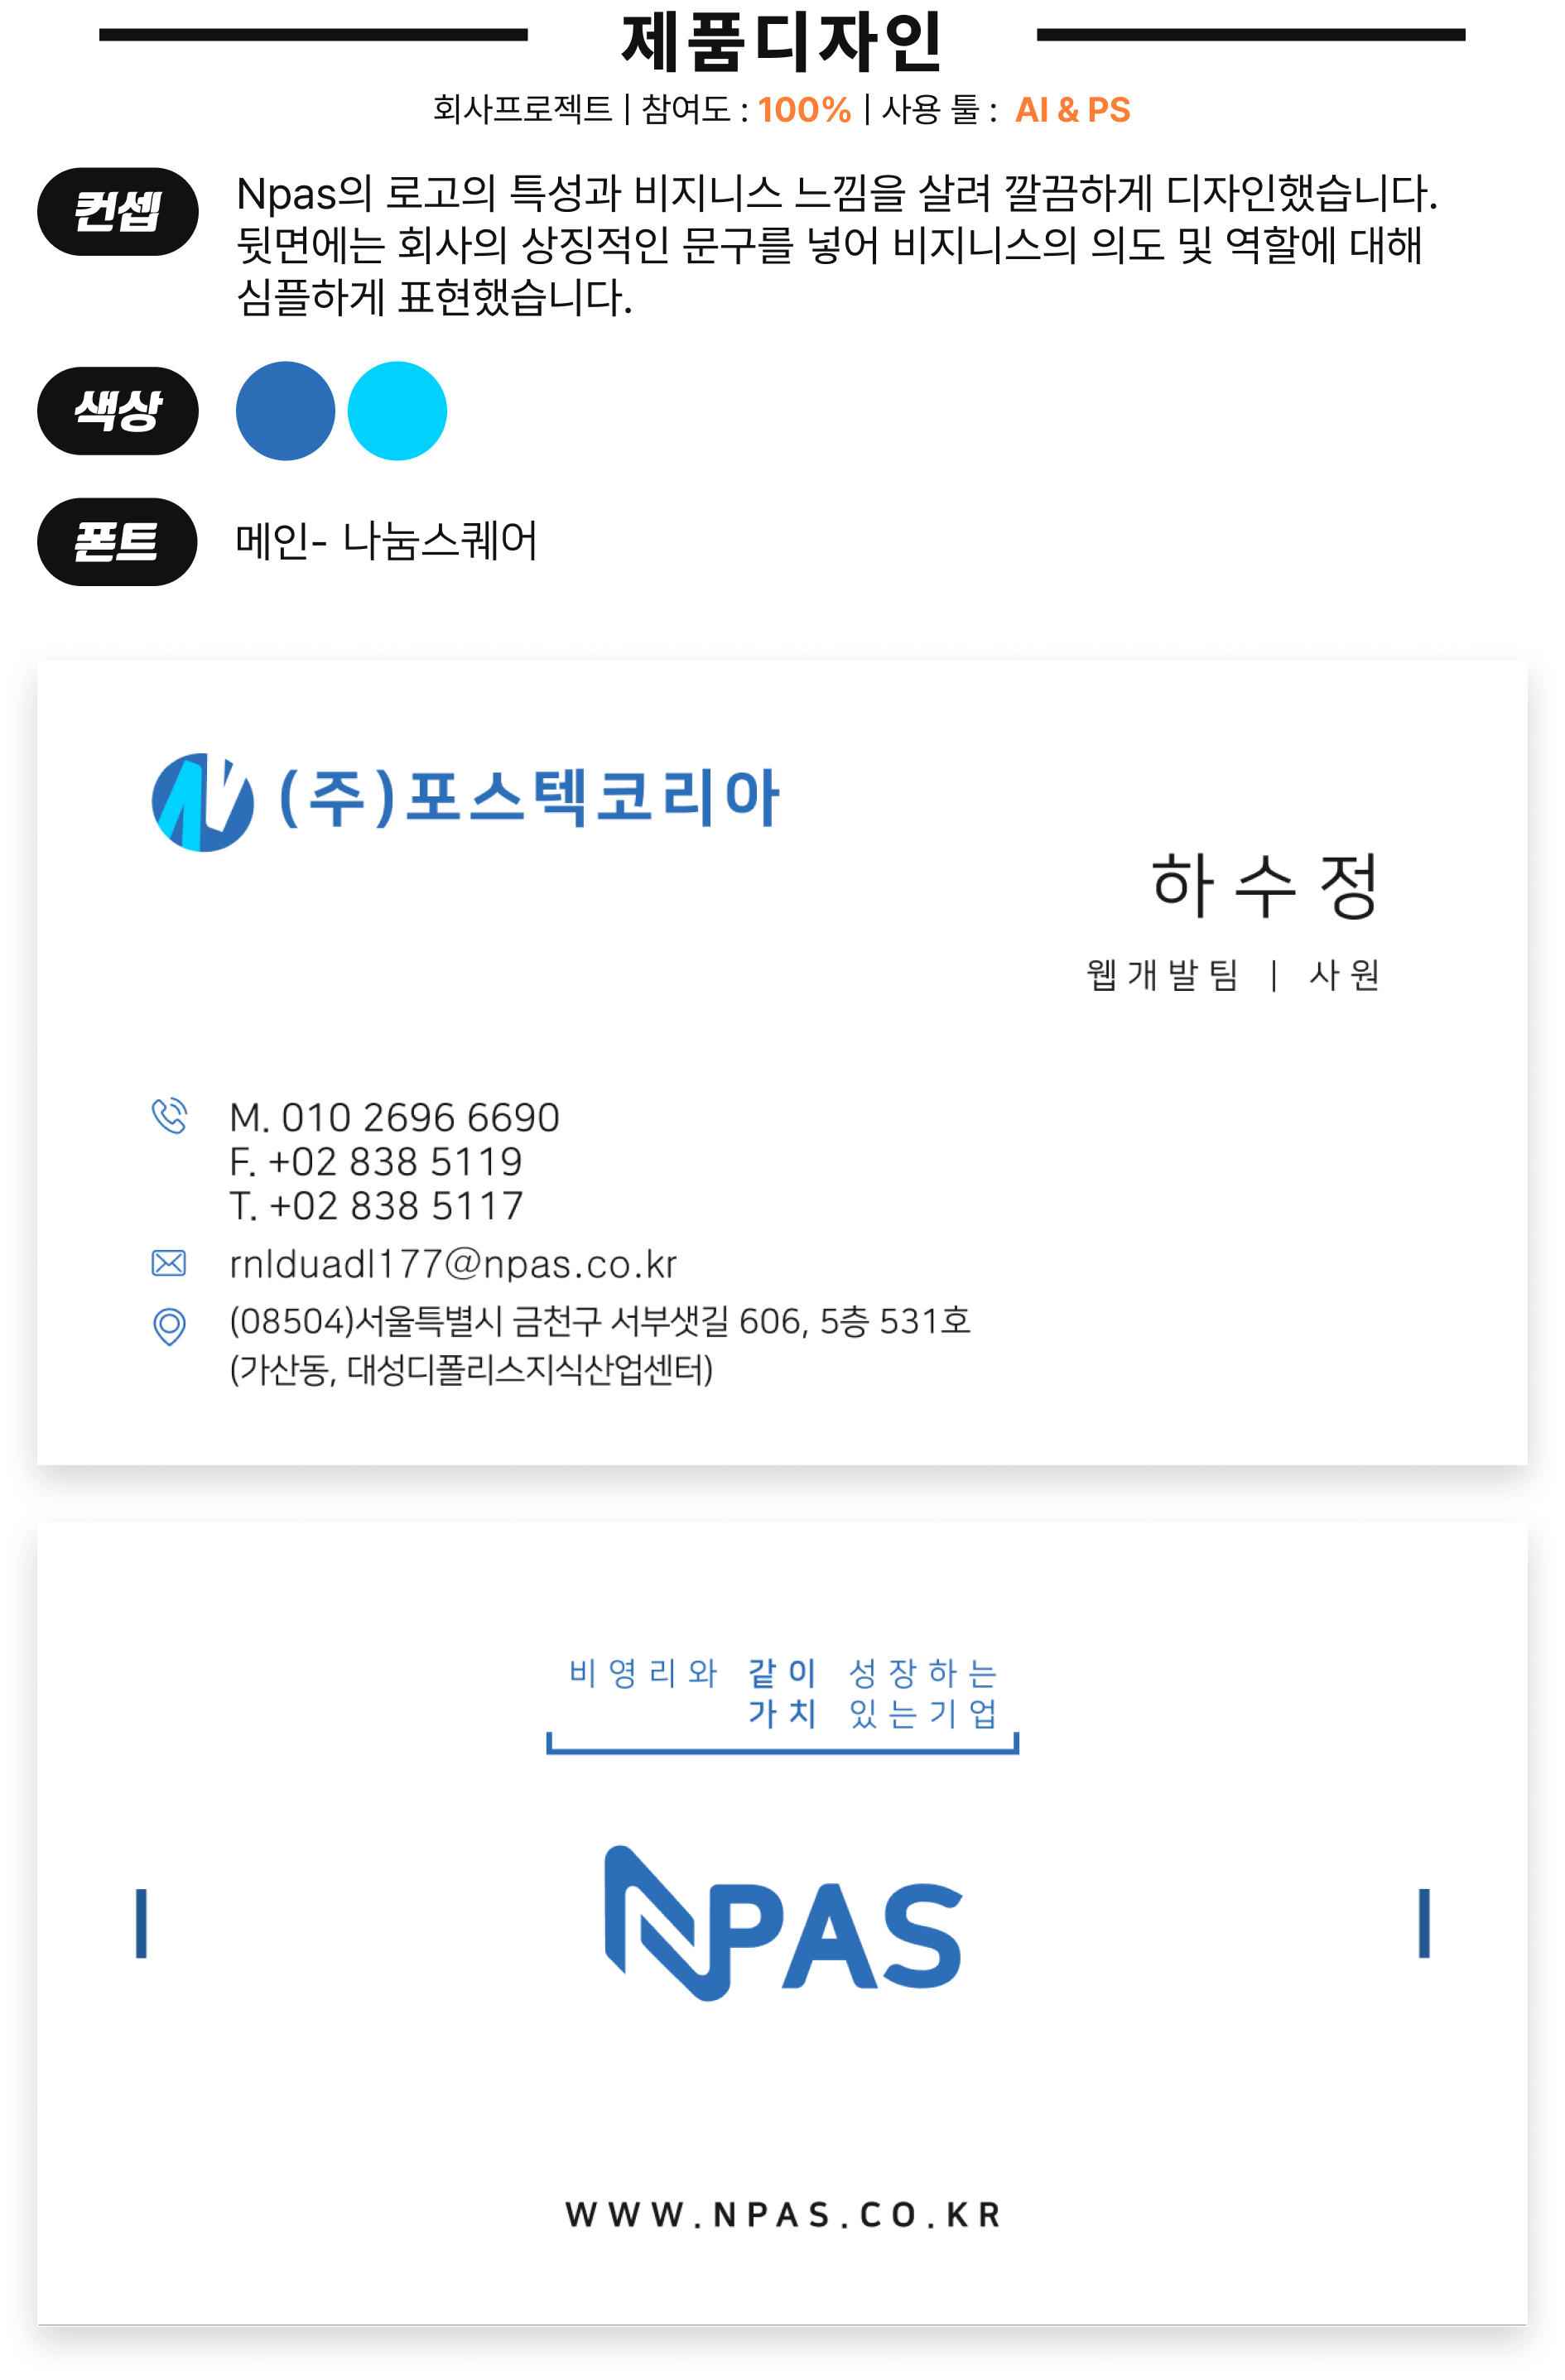 제품디자인
회사프로젝트 | 참여도 : 100% | 사용 툴 : AI & PS
컨셉
Npas의 로고의 특성과 비지니스 느낌을 살려 깔끔하게 디자인했습니다.
뒷면에는 회사의 상징적인 문구를 넣어 비지니스의 의도 및 역할에 대해
심플하게 표현했습니다.
색상
폰트
메인- 나눔스퀘어
(주)포스텍코리아
하수정
웹개발팀 | 사원
M. 010 2696 6690
F. +02 838 5119
T. +02 838 5117
rnlduadl177@npas.co.kr
(08504)서울특별시 금천구 서부샛길 606, 5층 531호
(가산동, 대성디폴리스지식산업센터)
비영리와 같이 성장하는
가치 있는기업
NPAS
WWW.NPAS.CO.KR